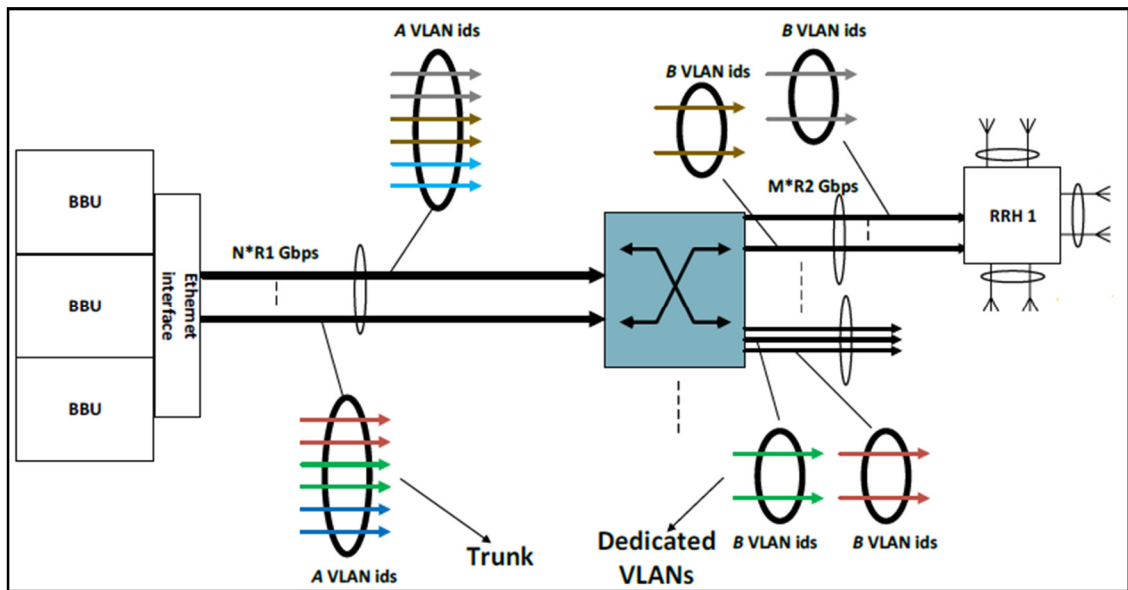 A VLAN ids
B VLAN ids
B VLAN ids
BBU
BBU
BBU
Ethernet
interface
N*R1 Gbps
M*R2 Gbps
RRH 1
A VLAN ids
Trunk
Dedicated
VLANs
B VLAN ids
B VLAN ids